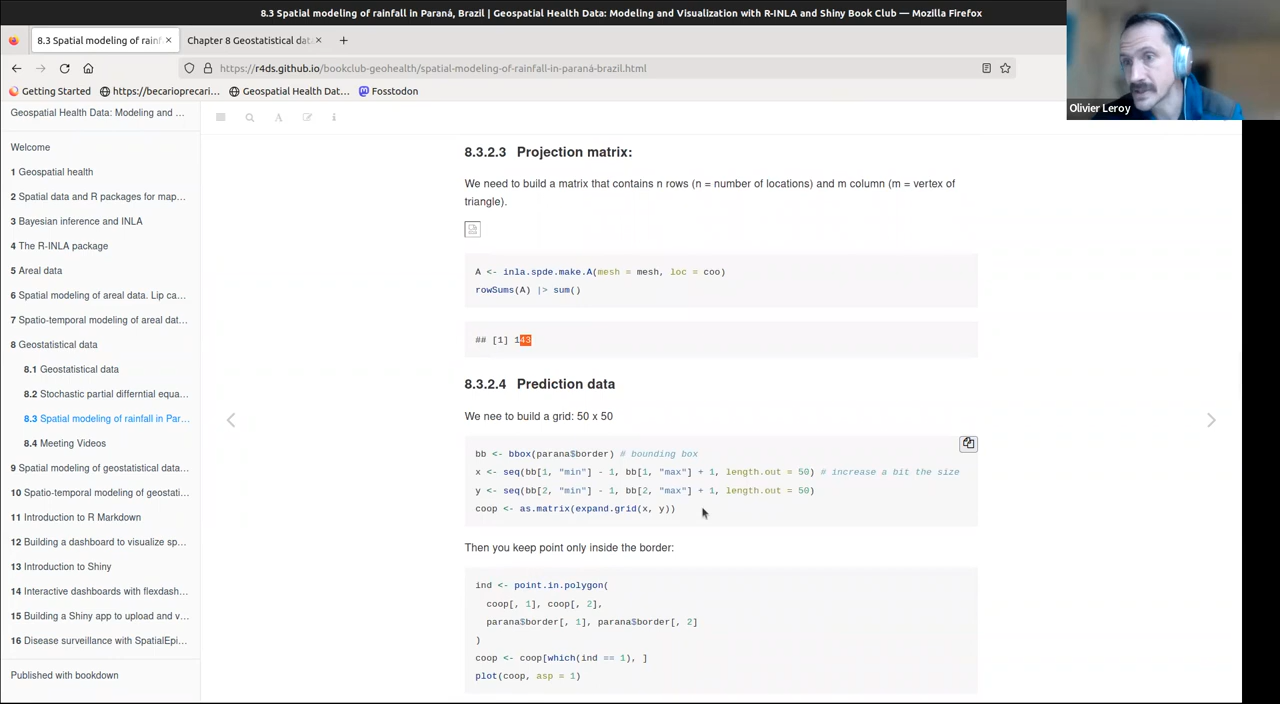 8.3 Spatial modeling of rainfall in Paraná, Brazil | Geospatial Health Data: Modeling and Visualization with R-INLA and Shiny Book Club — Mozilla Firefox
8.3 Spatial modeling of rainf
Chapter 8 Geostatistical dat
https://r4ds.github.io/bookclub-geohealth/spatial-modeling-of-rainfall-in-paraná-brazil.html
Getting Started
https://becarioprecari…
Geospatial Health Dat…
Fosstodon
Olivier Leroy
Geospatial Health Data: Modeling and …
Welcome
1 Geospatial health
2 Spatial data and R packages for map…
3 Bayesian inference and INLA
4 The R-INLA package
5 Areal data
6 Spatial modeling of areal data. Lip ca…
7 Spatio-temporal modeling of areal dat…
8 Geostatistical data
8.1 Geostatistical data
8.2 Stochastic partial differntial equa…
8.3 Spatial modeling of rainfall in Par…
8.4 Meeting Videos
9 Spatial modeling of geostatistical data…
10 Spatio-temporal modeling of geostati…
11 Introduction to R Markdown
12 Building a dashboard to visualize sp…
13 Introduction to Shiny
14 Interactive dashboards with flexdash…
15 Building a Shiny app to upload and v…
16 Disease surveillance with SpatialEpi…
Published with bookdown
8.3.2.3 Projection matrix:
We need to build a matrix that contains n rows (n = number of locations) and m column (m = vertex of
triangle).
A <- inla.spde.make.A(mesh = mesh, loc = coo)
rowSums(A) |> sum()
## [1] 143
8.3.2.4 Prediction data
We nee to build a grid: 50 x 50
bb <- bbox(parana$border) # bounding box
x <- seq(bb[1, "min"] - 1, bb[1, "max"] + 1, length.out = 50) # increase a bit the size
y <- seq(bb[2, "min"] - 1, bb[2, "max"] + 1, length.out = 50)
coop <- as.matrix(expand.grid(x, y))
Then you keep point only inside the border:
ind <- point.in.polygon(
coop[, 1], coop[, 2],
parana$border[, 1], parana$border[, 2]
)
coop <- coop[which(ind == 1), ]
plot(coop, asp = 1)